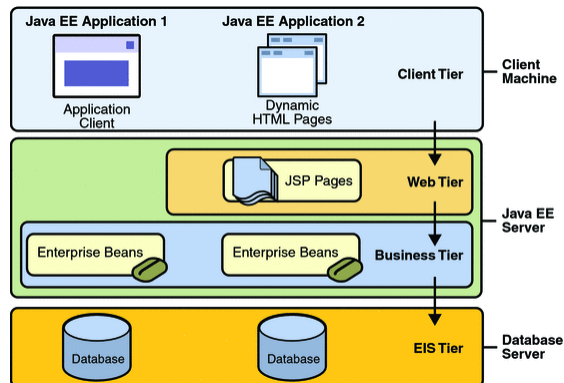 Java EE Application 1
Java EE Application 2
Application
Client
Dynamic
HTML Pages
Client Tier
Client
Machine
JSP Pages
Web Tier
Java EE
Server
Enterprise Beans
Enterprise Beans
Business Tier
Database
Database
EIS Tier
Database
Server